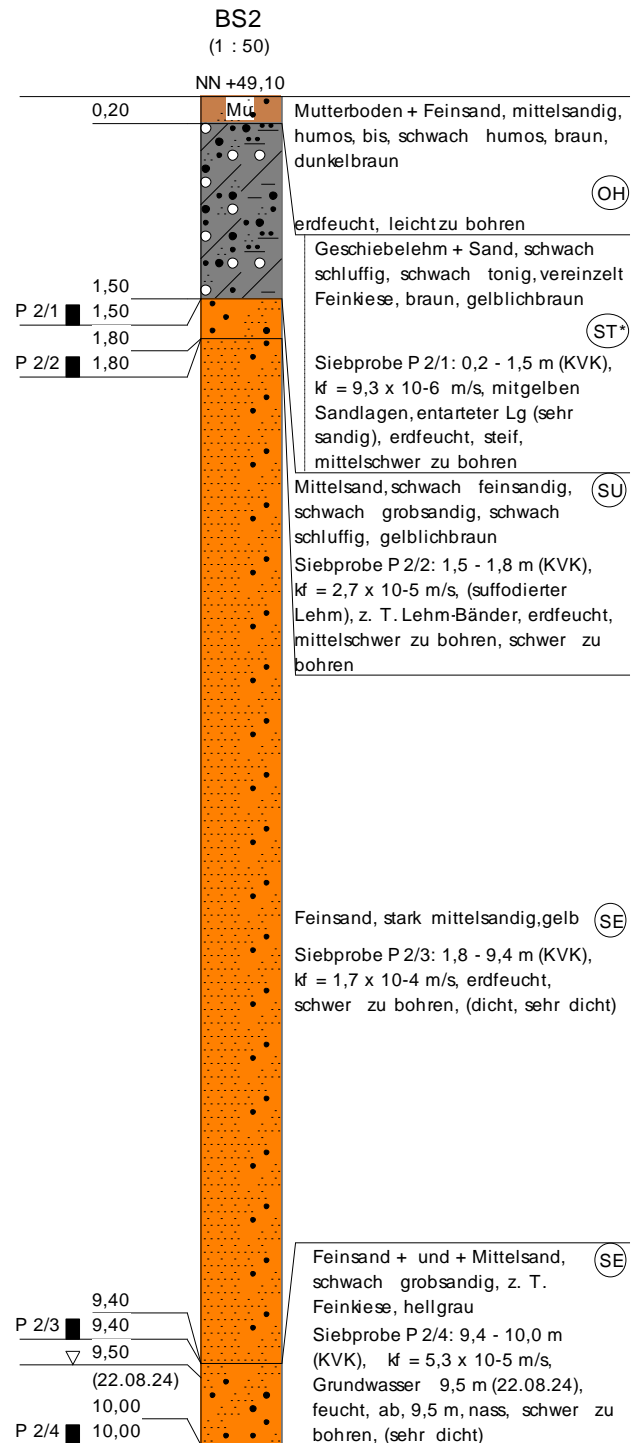 BS2
(1 : 50)
NN +49,10
0,20
Mu
Mutterboden + Feinsand, mittelsandig,
humos, bis, schwach humos, braun,
dunkelbraun
OH
erdfeucht, leicht zu bohren
Geschiebelehm + Sand, schwach
schluffig, schwach tonig, vereinzelt
Feinkiese, braun, gelblichbraun
ST*
Siebprobe P 2/1: 0,2 - 1,5 m (KVK),
kf = 9,3 x 10-6 m/s, mitgelben
Sandlagen, entarteter Lg (sehr
sandig), erdfeucht, steif,
mittelschwer zu bohren
1,50
P 2/1 1,50
1,80
P 2/2 1,80
Mittelsand, schwach feinsandig, SU
schwach grobsandig, schwach
schluffig, gelblichbraun
Siebprobe P 2/2: 1,5 - 1,8 m (KVK),
kf = 2,7 x 10-5 m/s, (suffodierter
Lehm), z. T. Lehm-Bänder, erdfeucht,
mittelschwer zu bohren, schwer zu
bohren
Feinsand, stark mittelsandig, gelb SE
Siebprobe P 2/3: 1,8 - 9,4 m (KVK),
kf = 1,7 x 10-4 m/s, erdfeucht,
schwer zu bohren, (dicht, sehr dicht)
Feinsand + und + Mittelsand, SE
schwach grobsandig, z. T.
Feinkiese, hellgrau
Siebprobe P 2/4: 9,4 - 10,0 m
(KVK), kf = 5,3 x 10-5 m/s,
Grundwasser 9,5 m (22.08.24),
feucht, ab, 9,5 m, nass, schwer zu
bohren, (sehr dicht)
9,40
P 2/3 9,40
9,50
(22.08.24)
10,00
P 2/4 10,00